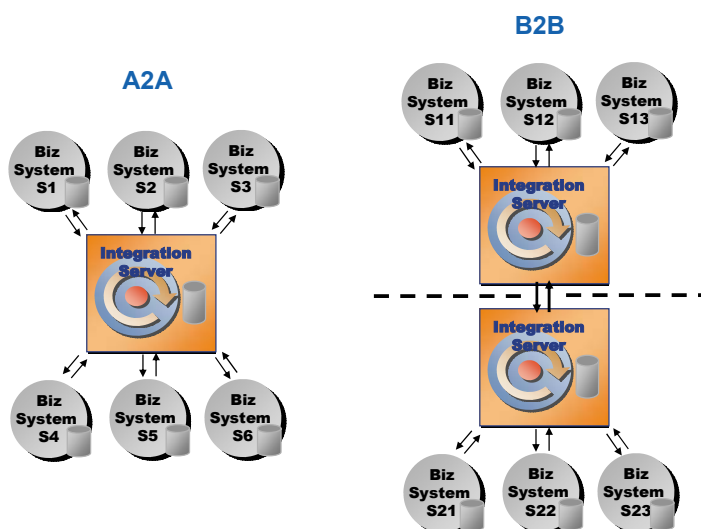 A2A
Biz
System
S1
Biz
System
S2
Biz
System
S3
Integration
Server
Biz
System
S4
Biz
System
S5
Biz
System
S6
B2B
Biz
System
S11
Biz
System
S12
Biz
System
S13
Integration
Server
Integration
Server
Biz
System
S21
Biz
System
S22
Biz
System
S23